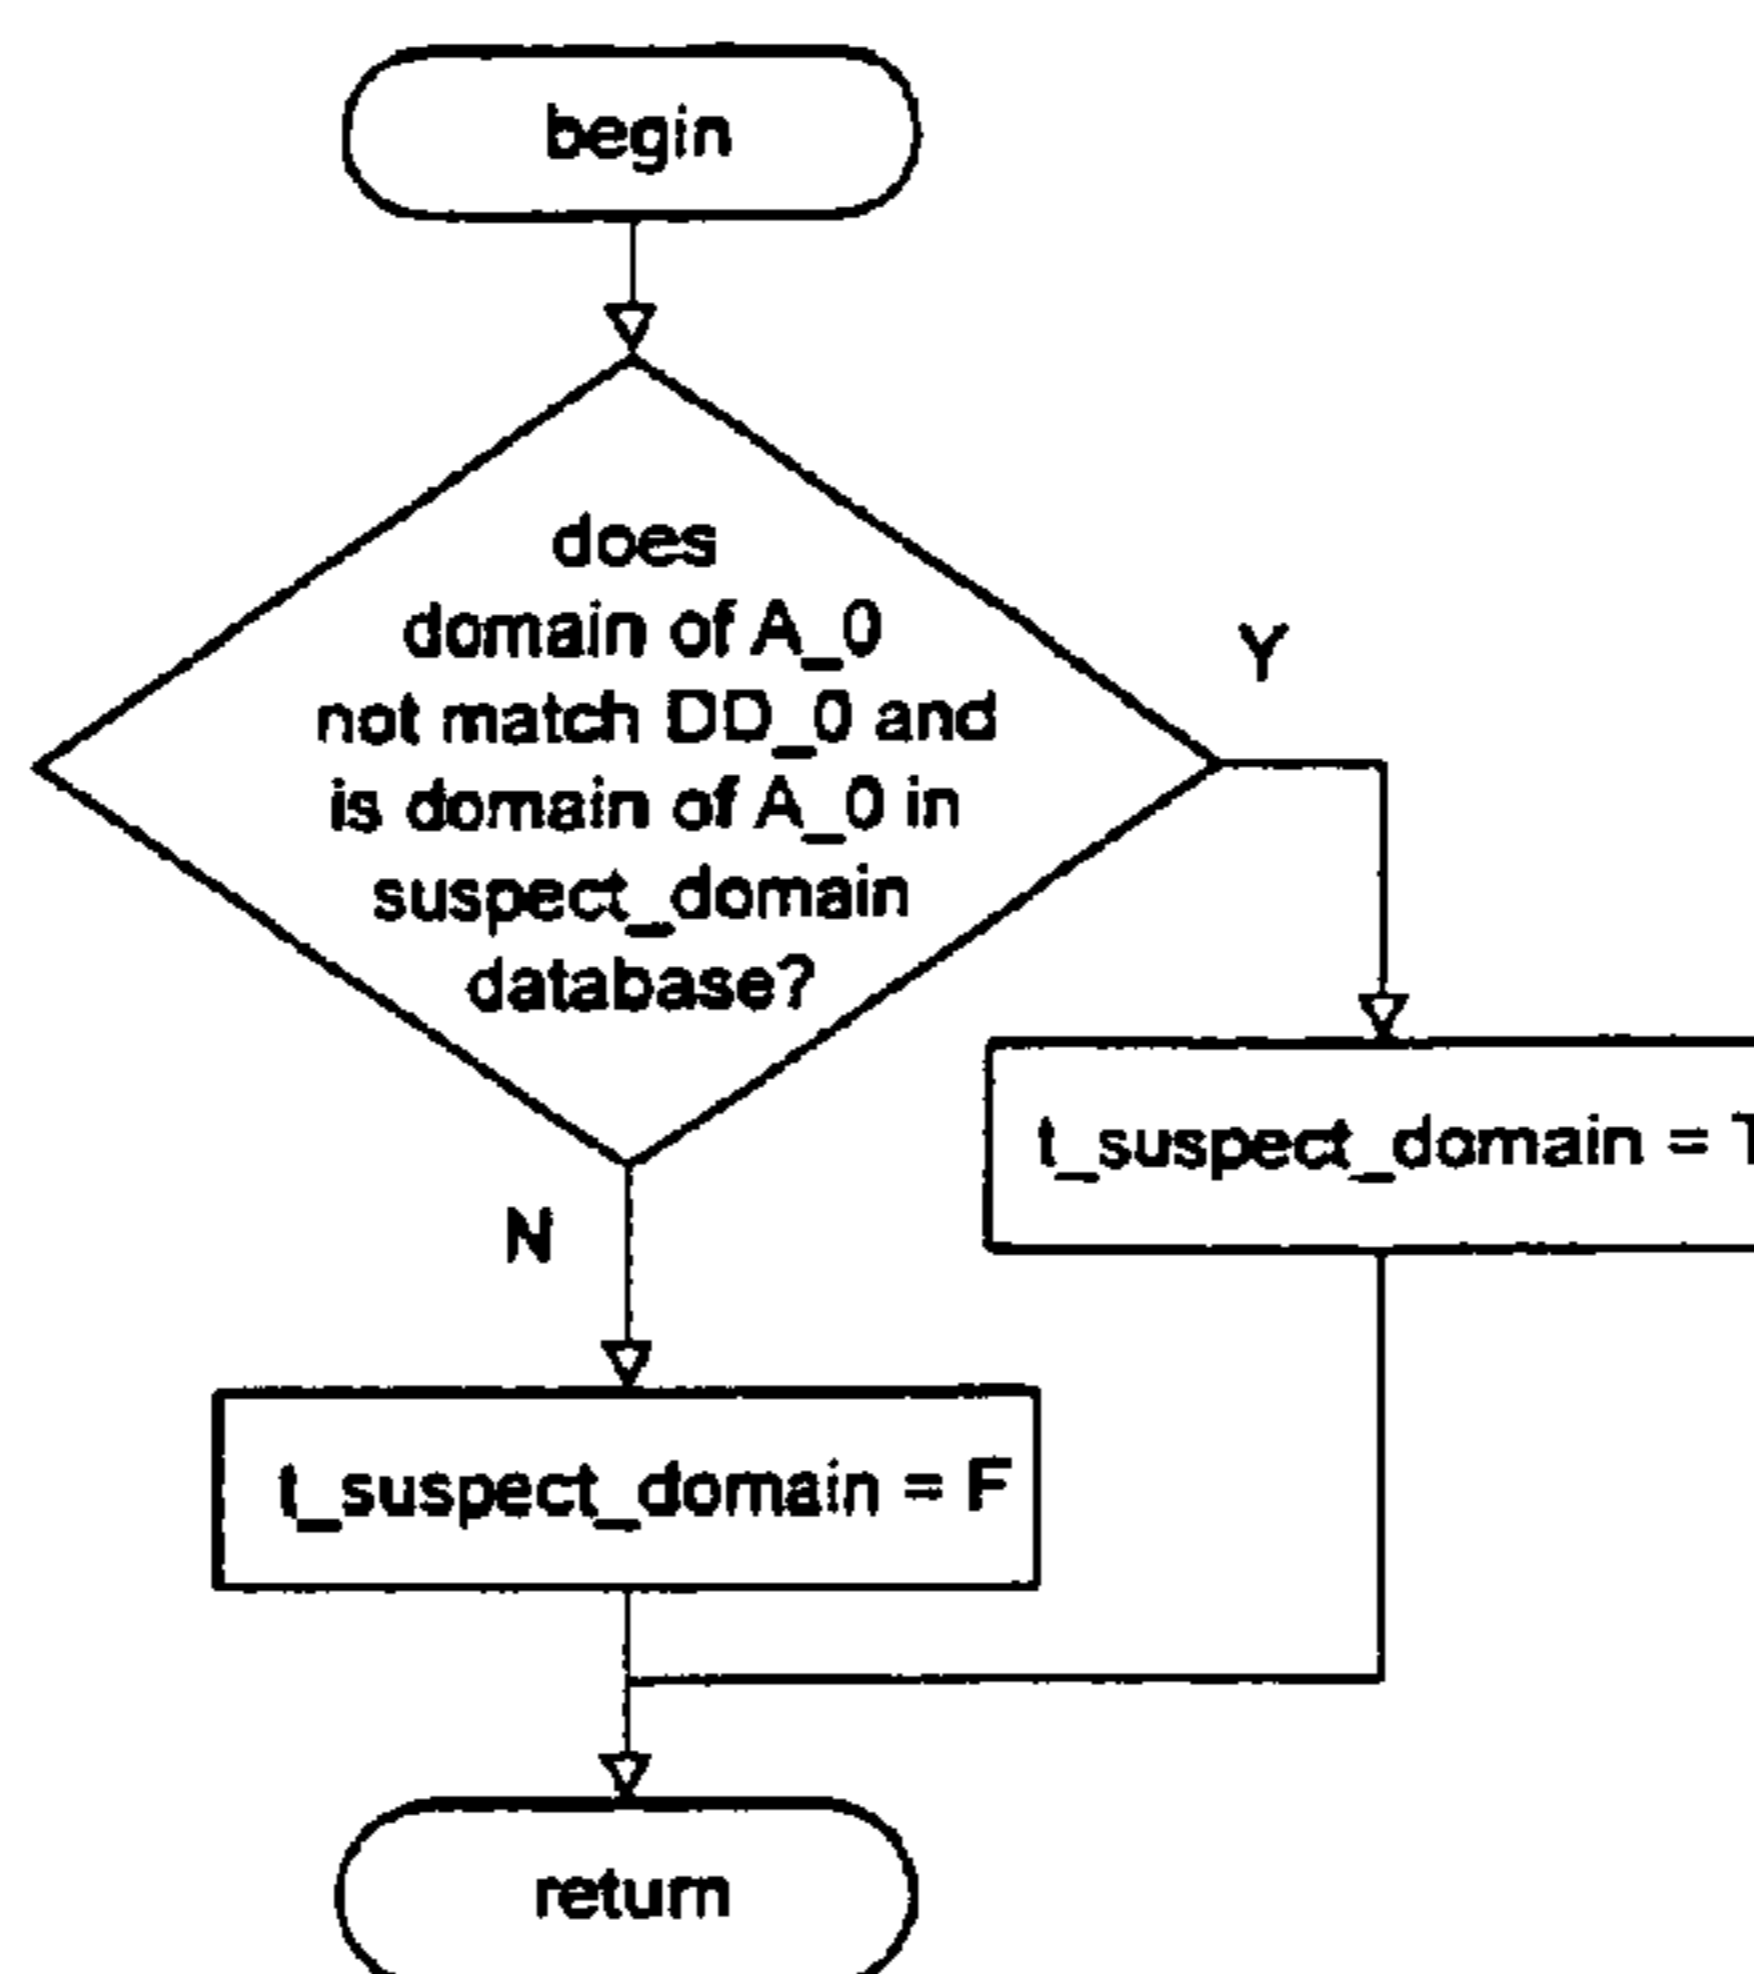 begin
does
domain of A_0
not match DD_0 and
is domain of A_0 in
suspect_domain
database?
Y
t_suspect_domain = T
N
t_suspect_domain = F
return